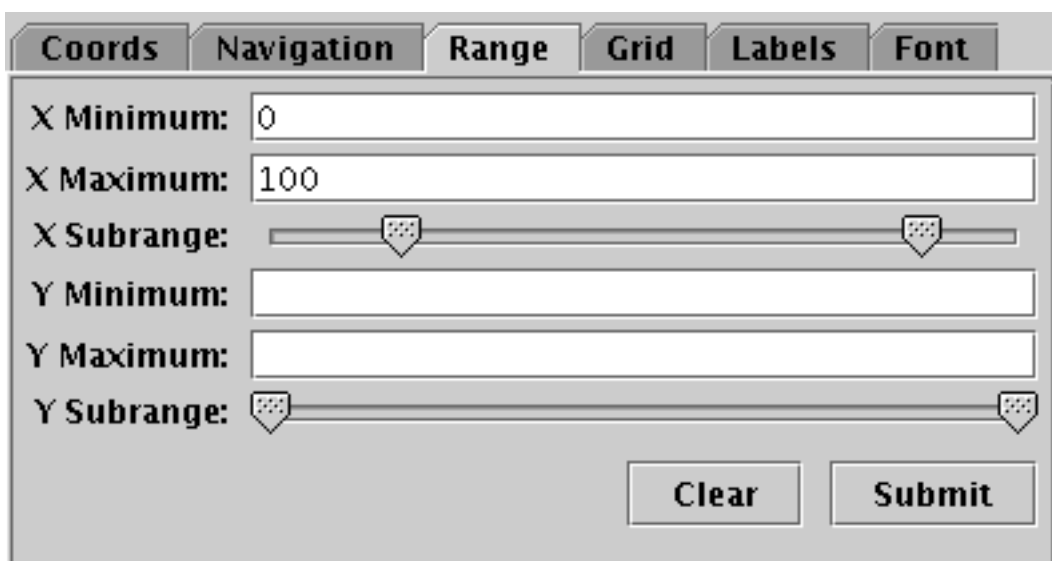 Coords Navigation Range Grid Labels Font
X Minimum: 0
X Maximum: 100
X Subrange:
Y Minimum:
Y Maximum:
Y Subrange:
Clear Submit